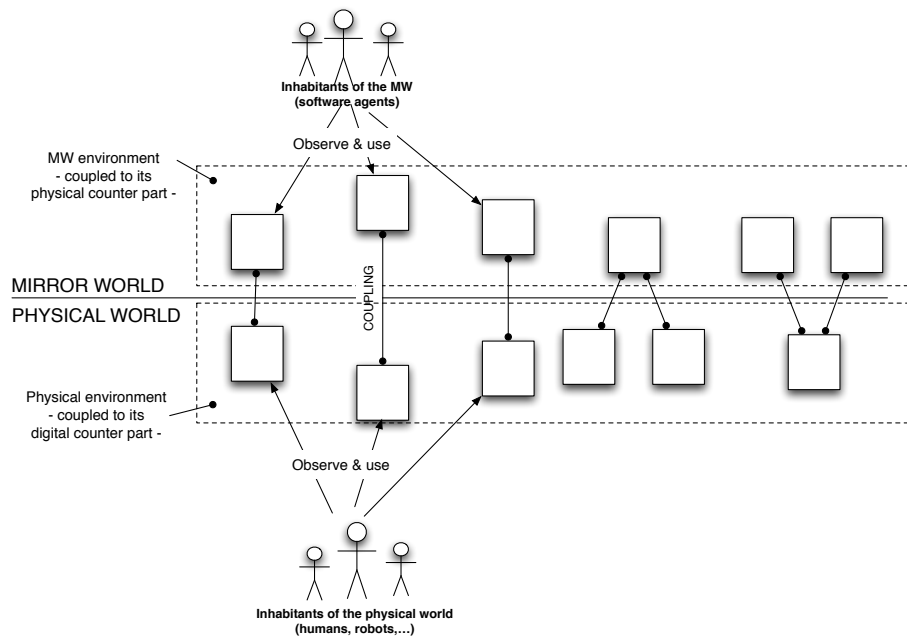 Inhabitants of the MW
(software agents)
Observe & use
MW environment
- coupled to its
physical counter part -
COUPLING
MIRROR WORLD
PHYSICAL WORLD
Physical environment
- coupled to its
digital counter part -
Observe & use
Inhabitants of the physical world
(humans, robots,...)